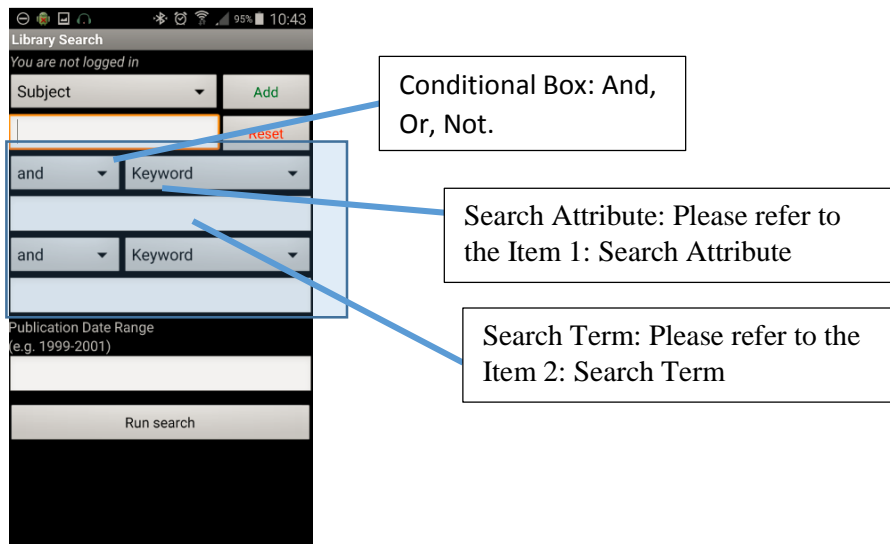 95% 10:43
Library Search
You are not logged in
Subject
Add
Reset
and
Keyword
and
Keyword
Publication Date Range
(e.g. 1999-2001)
Run search
Conditional Box: And,
Or, Not.
Search Attribute: Please refer to
the Item 1: Search Attribute
Search Term: Please refer to the
Item 2: Search Term